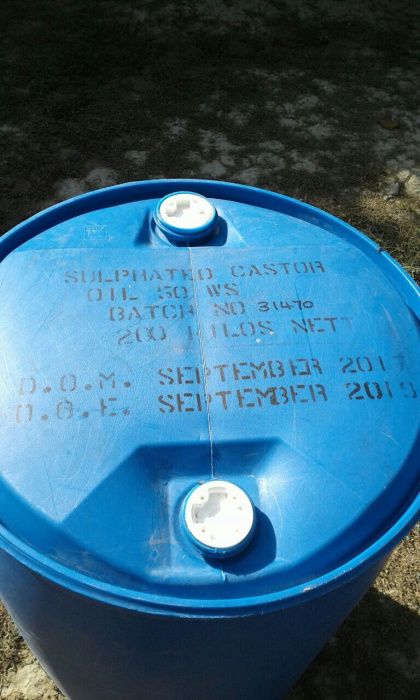 SULPHATED CASTOR
OIL 50 WS
BATCH NO 31470
200 KILOS NETT
D.O.M. SEPTEMBER 2017
D.O.E. SEPTEMBER 2019